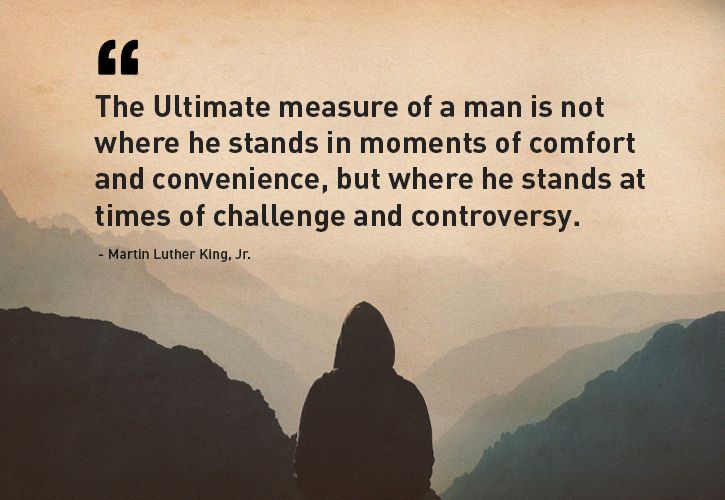 “
The Ultimate measure of a man is not
where he stands in moments of comfort
and convenience, but where he stands at
times of challenge and controversy.
- Martin Luther King, Jr.